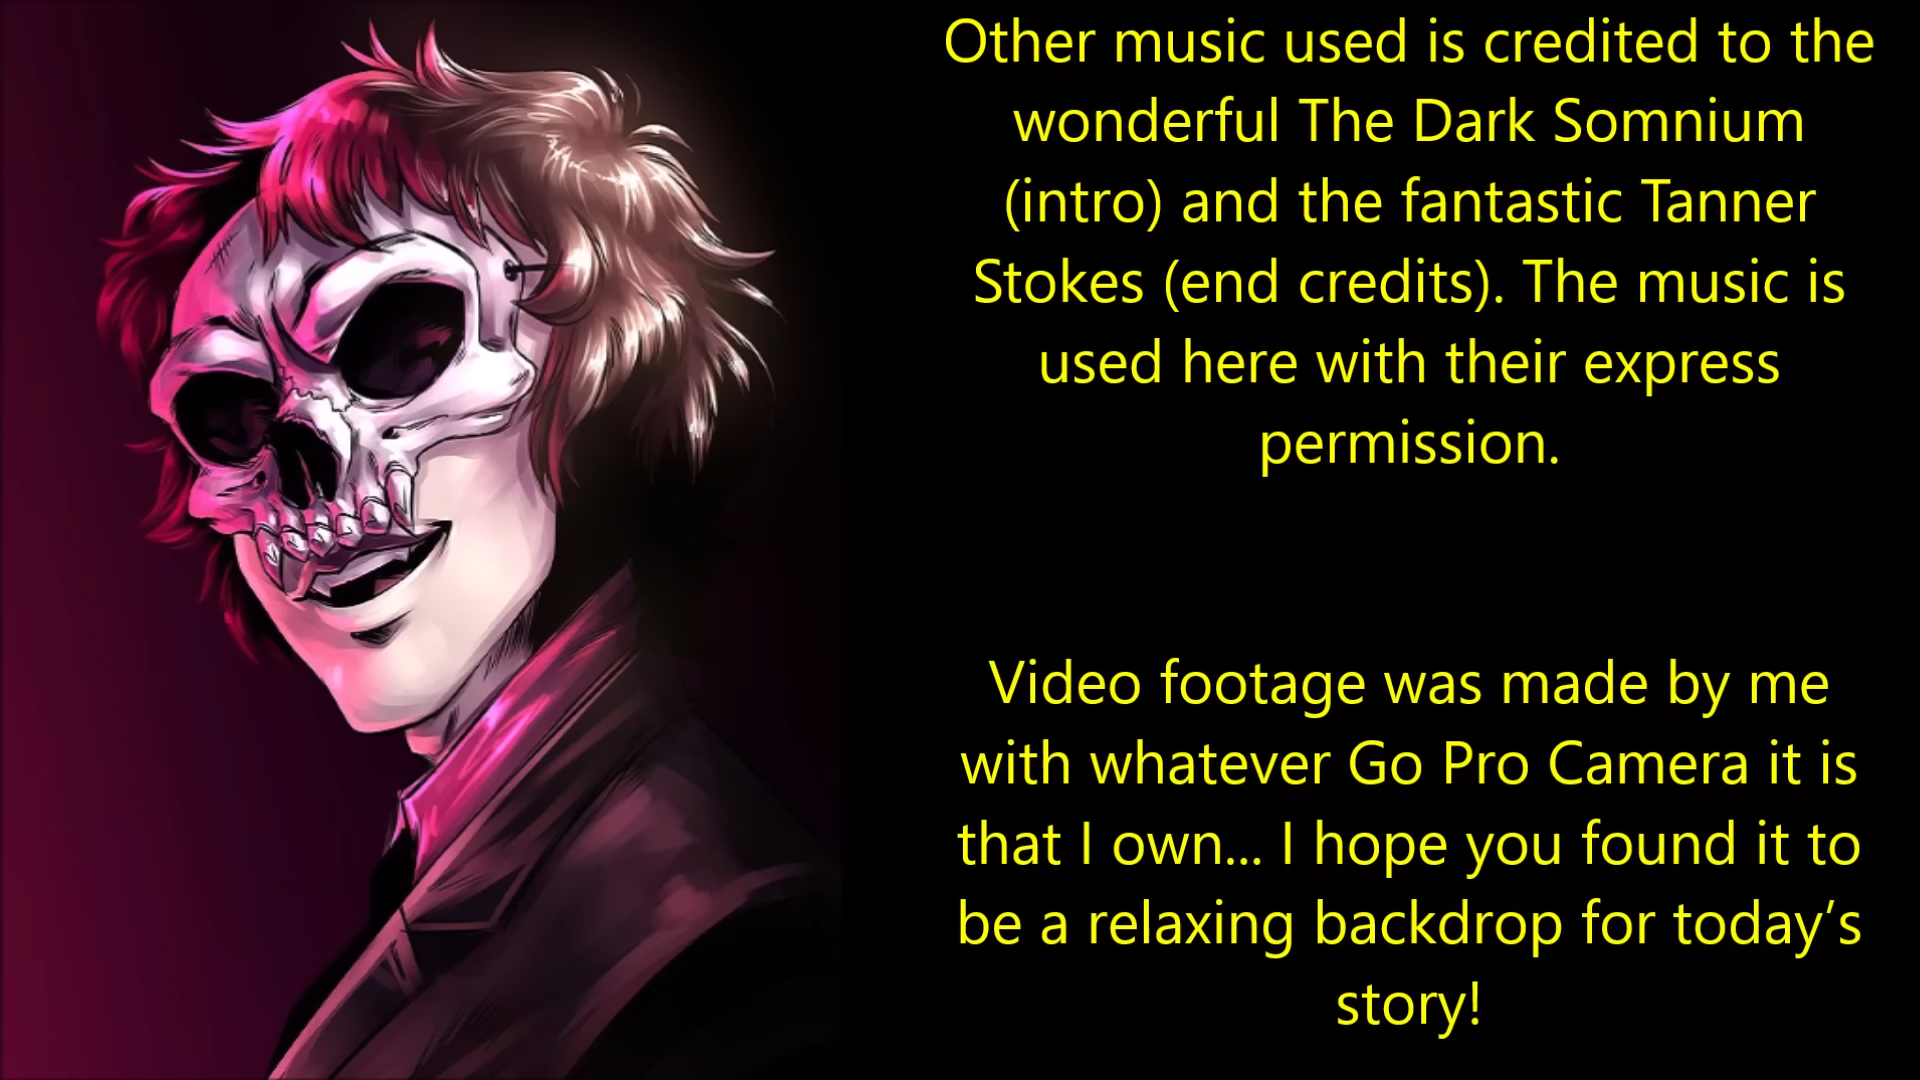 Other music used is credited to the
wonderful The Dark Somnium
(intro) and the fantastic Tanner
Stokes (end credits). The music is
used here with their express
permission.
Video footage was made by me
with whatever Go Pro Camera it is
that I own... I hope you found it to
be a relaxing backdrop for today’s
story!